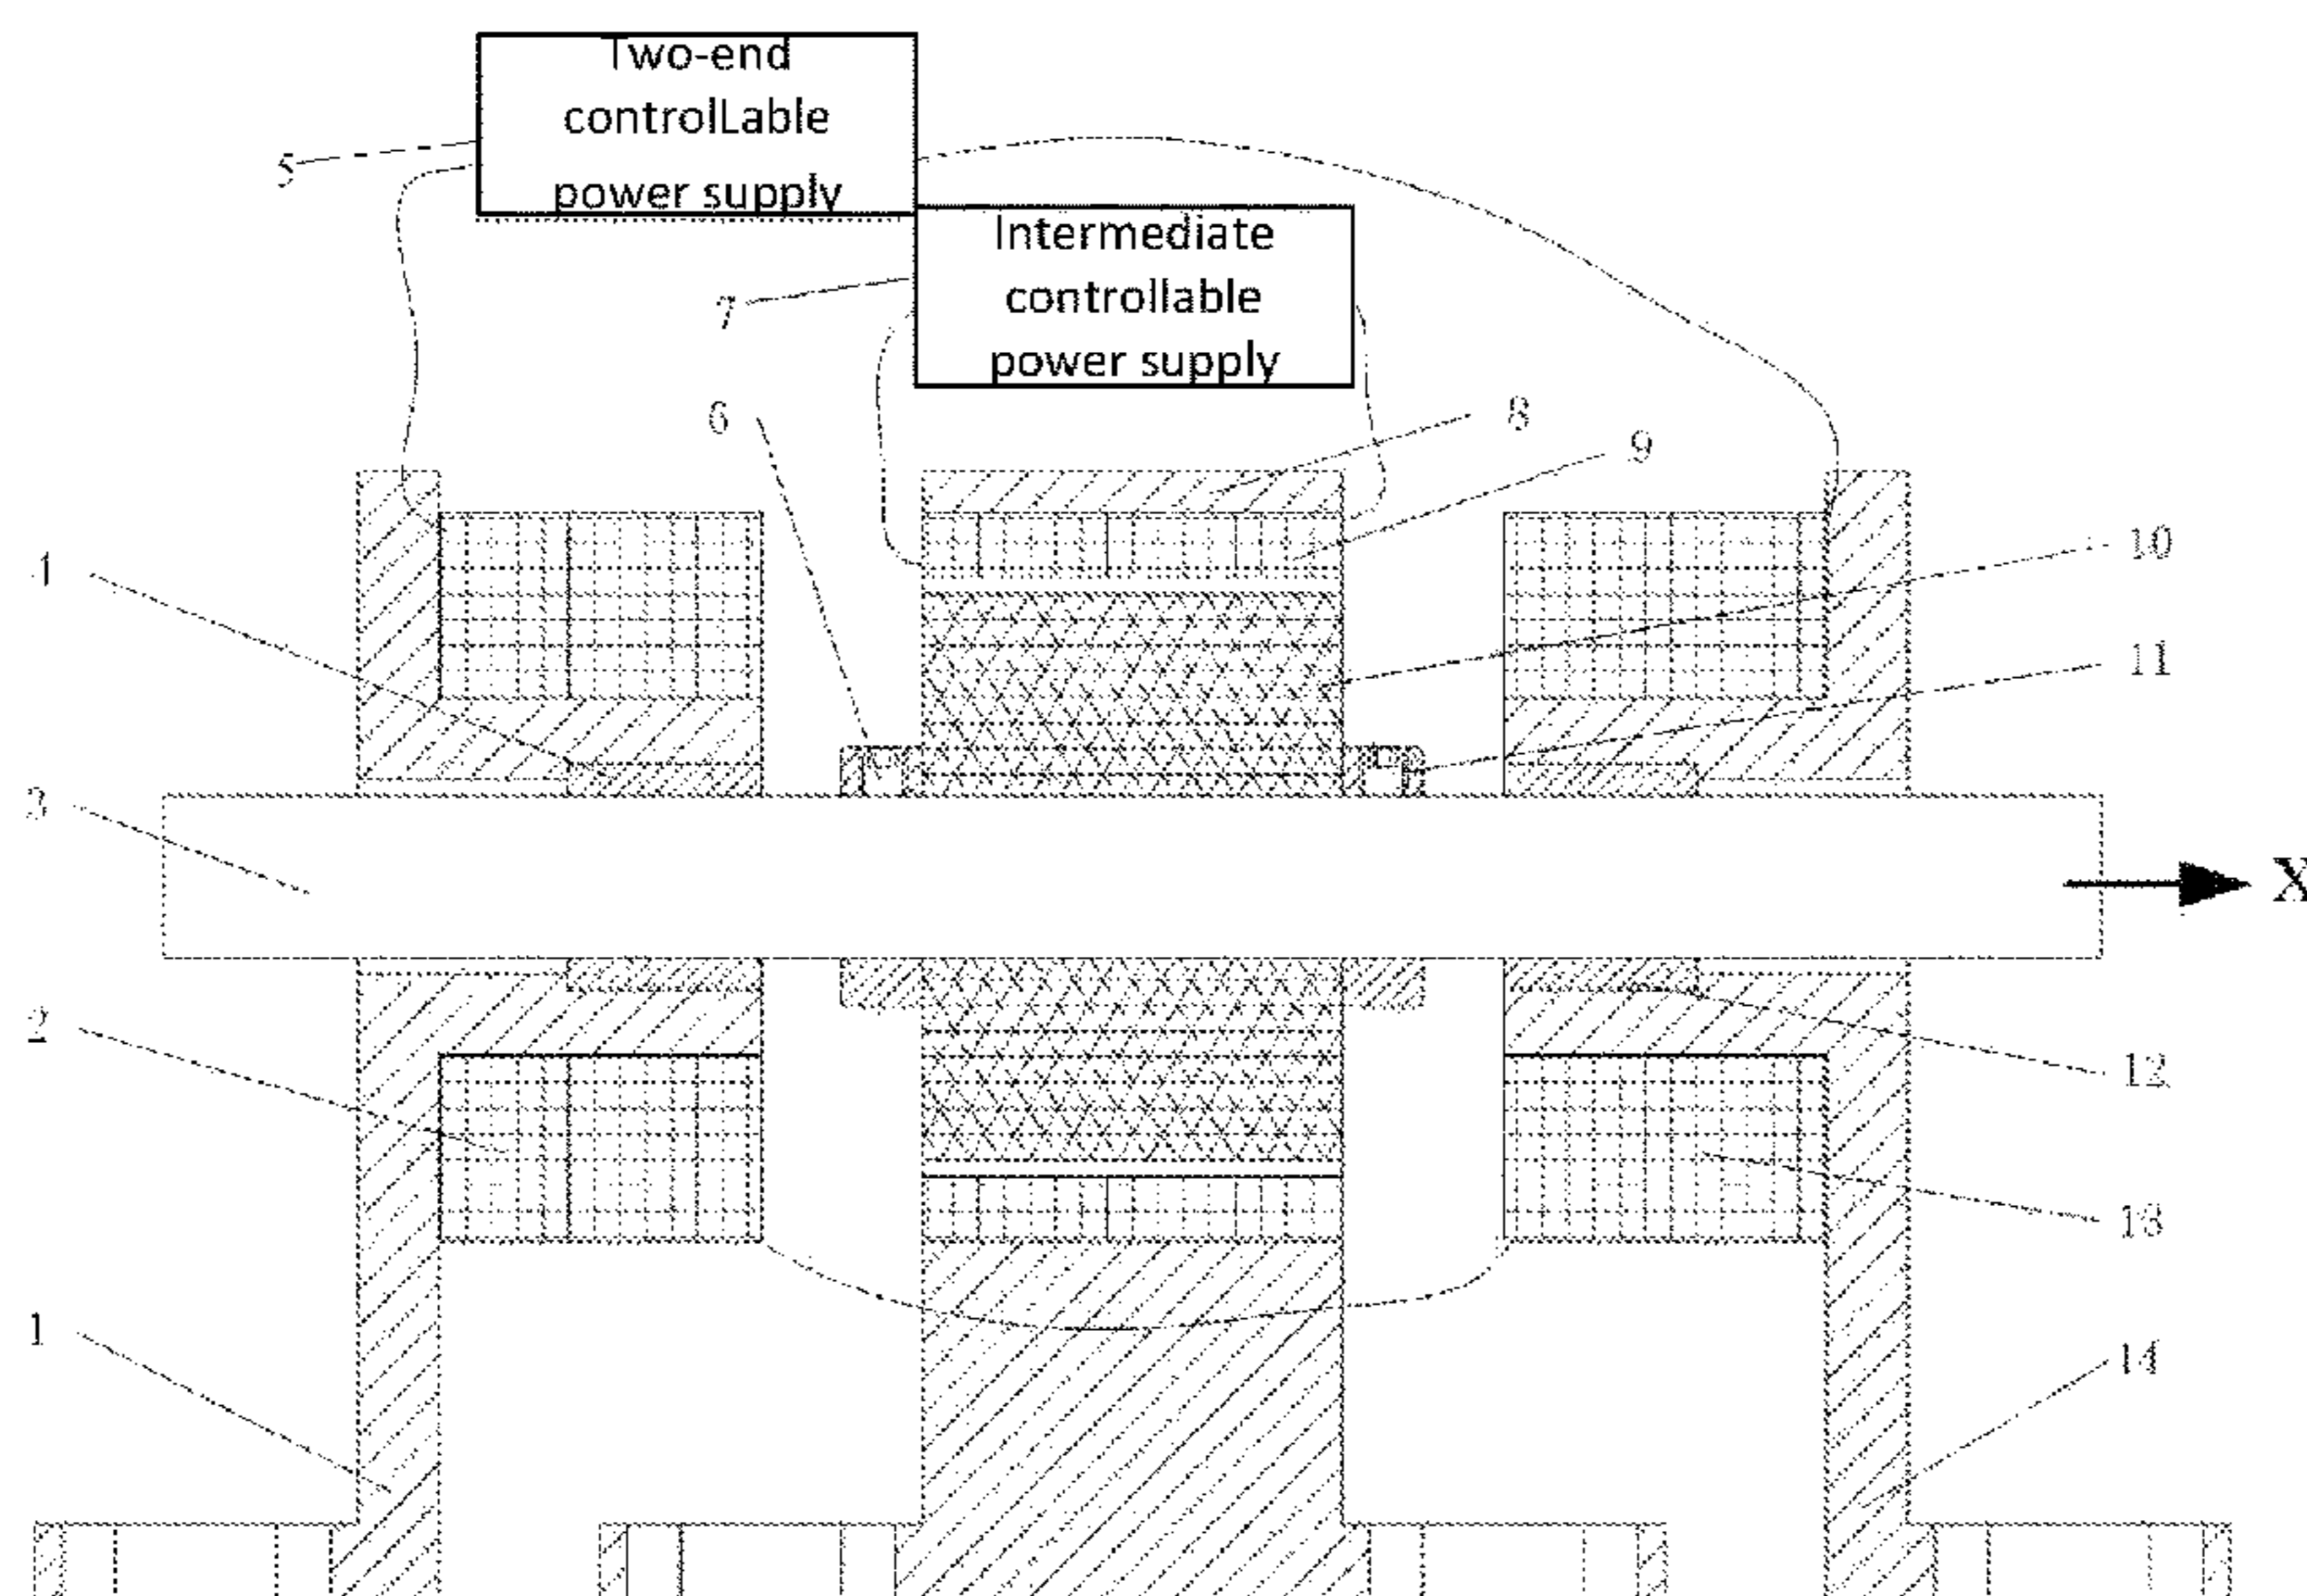 Two-end
controlLable
power supply
5
Intermediate
controllable
power supply
7
6
8
9
10
4
11
3
X
2
12
13
1
14